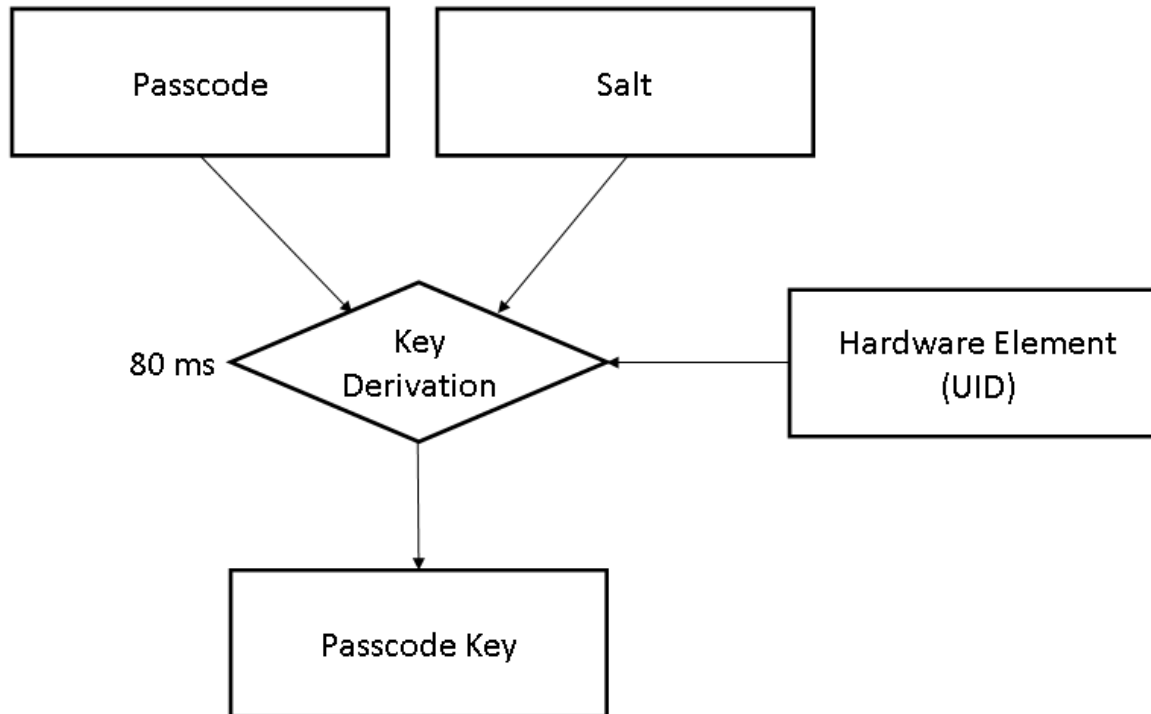 Passcode
Salt
80 ms
Key
Derivation
Hardware Element
(UID)
Passcode Key